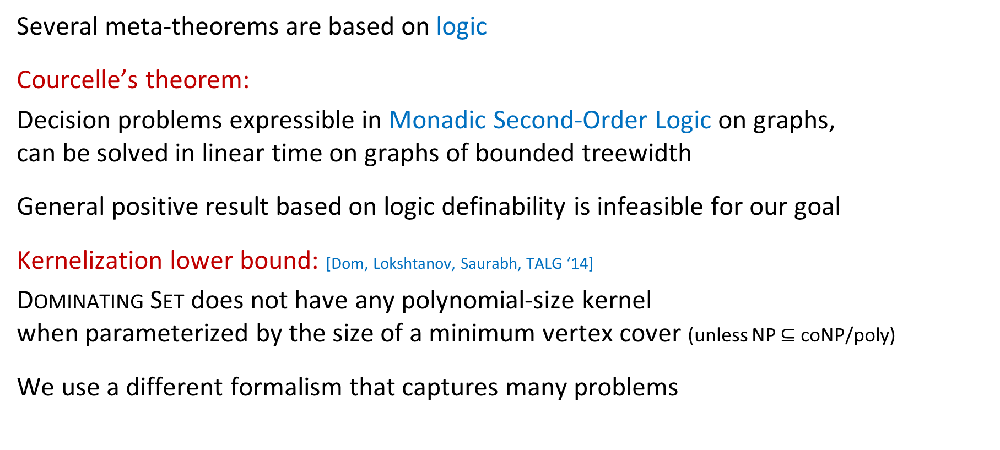 Several meta-theorems are based on logic
Courcelle’s theorem:
Decision problems expressible in Monadic Second-Order Logic on graphs,
can be solved in linear time on graphs of bounded treewidth
General positive result based on logic definability is infeasible for our goal
Kernelization lower bound: [Dom, Lokshtanov, Saurabh, TALG ‘14]
DOMINATING SET does not have any polynomial-size kernel
when parameterized by the size of a minimum vertex cover (unless NP ⊆ coNP/poly)
We use a different formalism that captures many problems